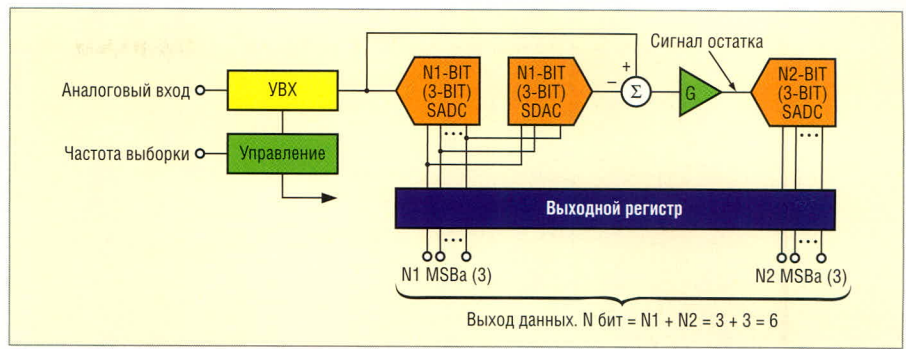 Аналоговый вход
УВХ
Частота выборки
Управление
N1-BIT
(3-BIT)
SADC
N1-BIT
(3-BIT)
SDAC
+
−
Σ
G
Сигнал остатка
N2-BIT
(3-BIT)
SADC
...
...
Выходной регистр
...
...
N1 MSBa (3)
N2 MSBa (3)
Выход данных. N бит = N1 + N2 = 3 + 3 = 6